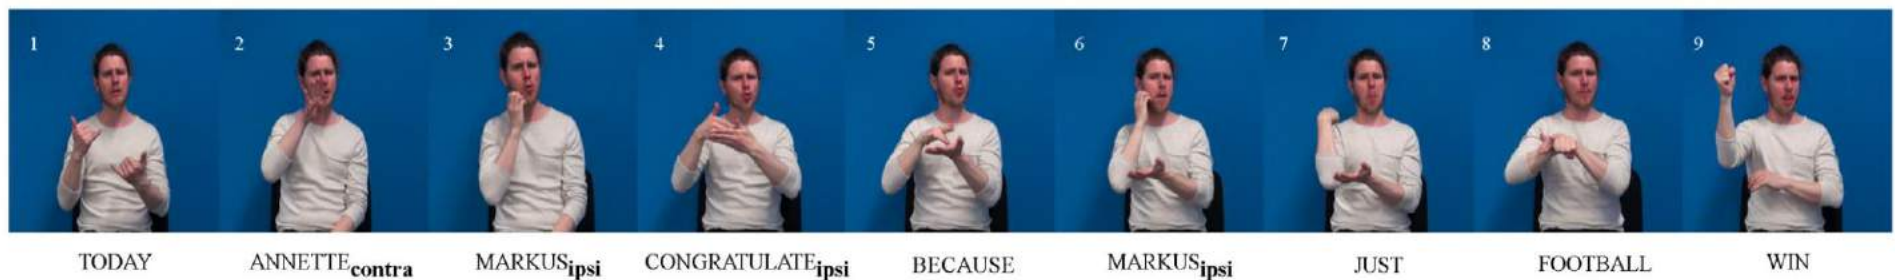 1 2 3 4 5 6 7 8 9
TODAY ANNETTEcontra MARKUSipsi CONGRATULATEipsi BECAUSE MARKUSipsi JUST FOOTBALL WIN